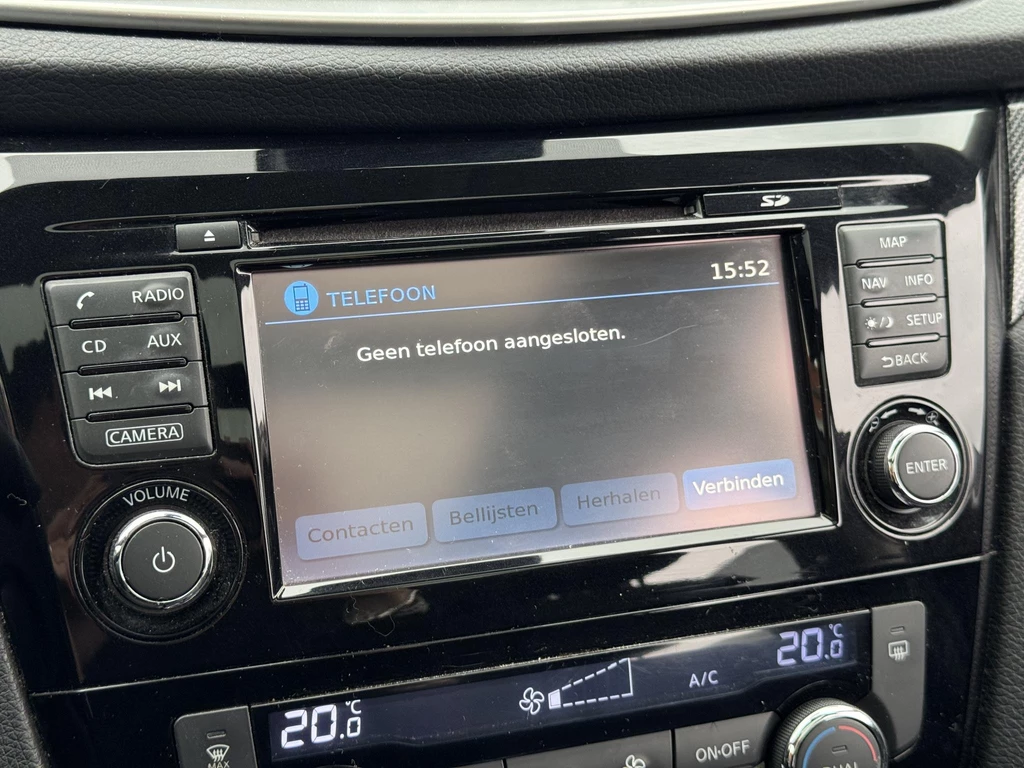 SD
MAP
RADIO
15:52
TELEFOON
NAV INFO
CD AUX
Geen telefoon aangesloten.
SETUP
BACK
CAMERA
ENTER
VOLUME
Contacten Bellijsten Herhalen Verbinden
20.0 °C
A/C
20.0 °C
ON·OFF
MAX
DUAL